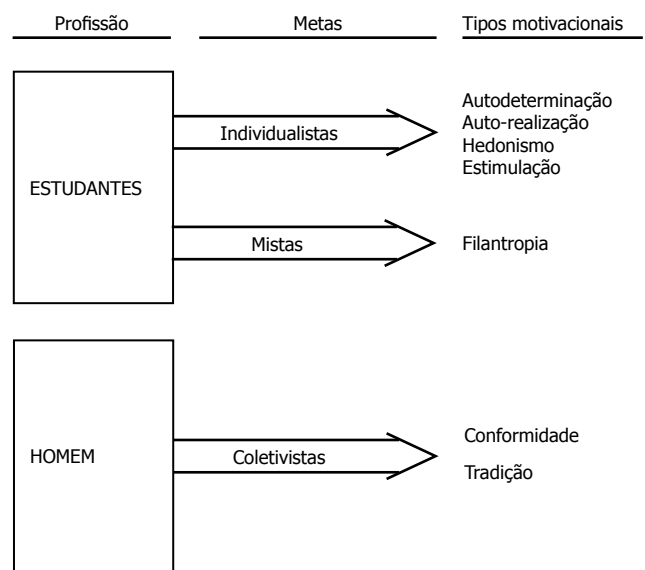 Profissão
Metas
Tipos motivacionais
ESTUDANTES
Individualistas
Autodeterminação
Auto-realização
Hedonismo
Estimulação
Mistas
Filantropia
HOMEM
Coletivistas
Conformidade
Tradição